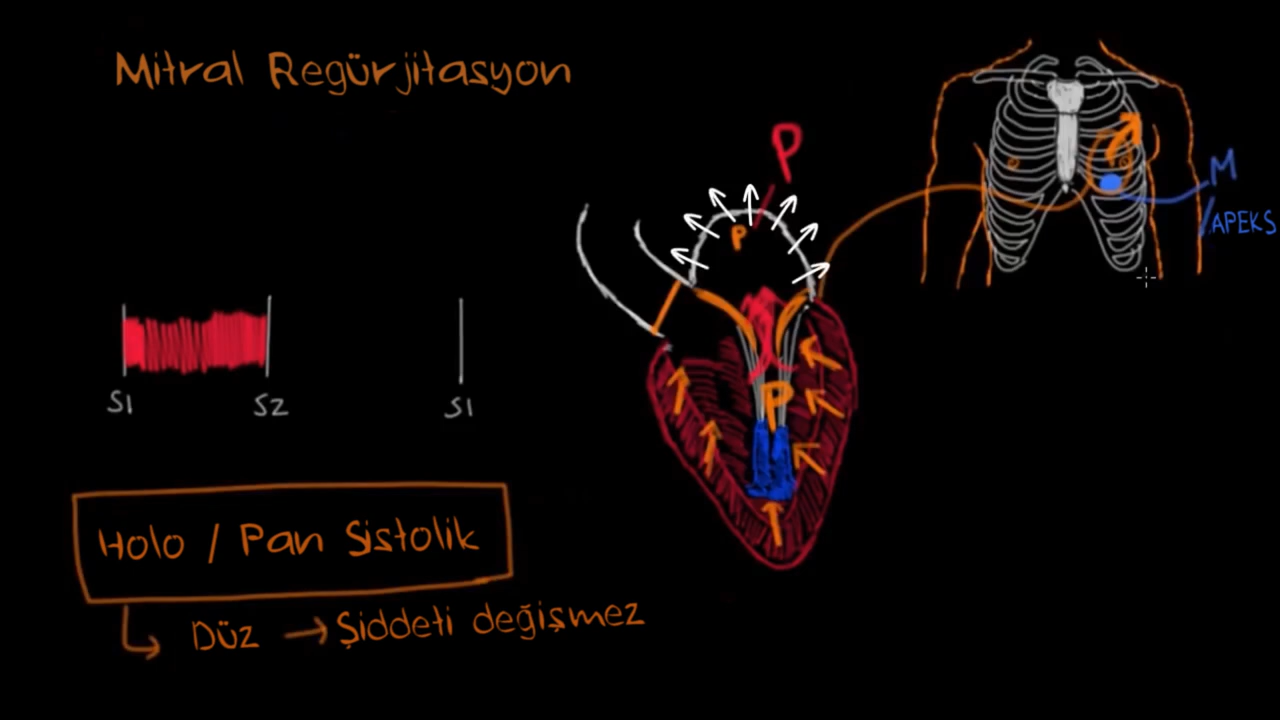 Mitral Regürjitasyon
P
P
M
APEKS
P
S1
S2
S1
Holo / Pan Sistolik
Düz → Şiddeti değişmez